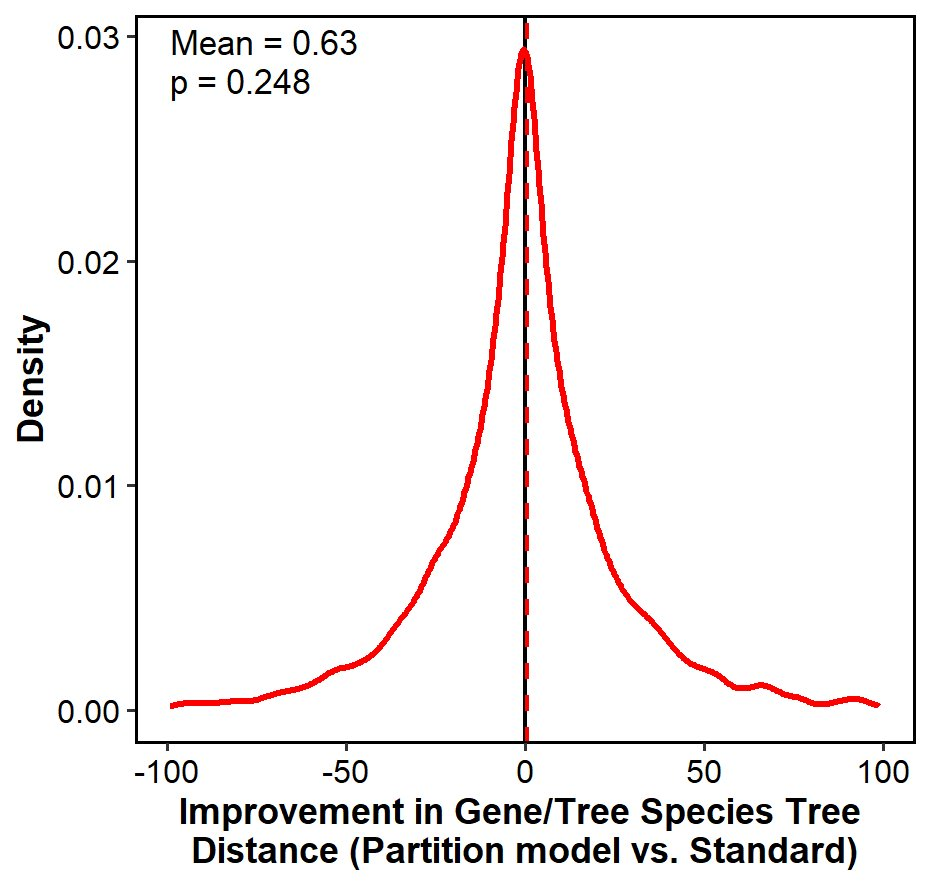 Mean = 0.63
p = 0.248
0.03
0.02
0.01
0.00
Density
-100 -50 0 50 100
Improvement in Gene/Tree Species Tree
Distance (Partition model vs. Standard)